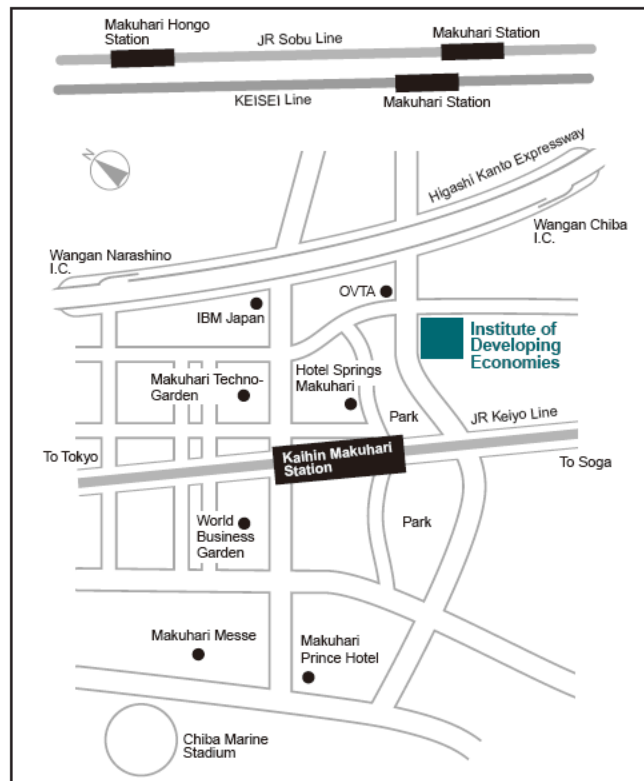 Makuhari Hongo
Station
JR Sobu Line
Makuhari Station
KEISEI Line
Makuhari Station
N
Higashi Kanto Expressway
Wangan Chiba
I.C.
Wangan Narashino
I.C.
OVTA
IBM Japan
Institute of
Developing
Economies
Makuhari Techno-
Garden
Hotel Springs
Makuhari
Park
JR Keiyo Line
To Tokyo
Kaihin Makuhari
Station
To Soga
World
Business
Garden
Park
Makuhari Messe
Makuhari
Prince Hotel
Chiba Marine
Stadium